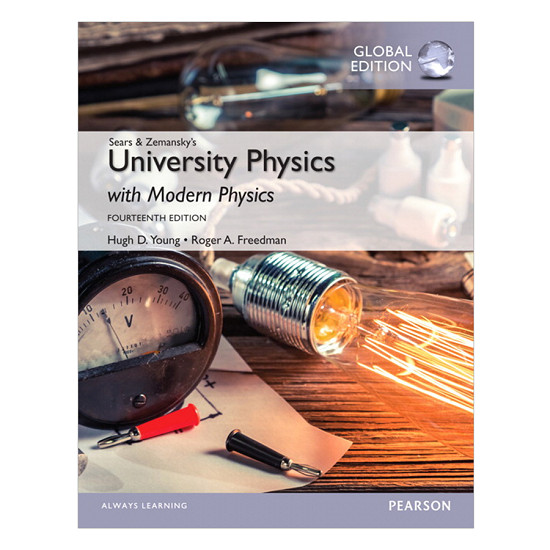 GLOBAL
EDITION
Sears & Zemansky's
University Physics
with Modern Physics
FOURTEENTH EDITION
Hugh D. Young • Roger A. Freedman
10
20
30
40
V
ALWAYS LEARNING
PEARSON